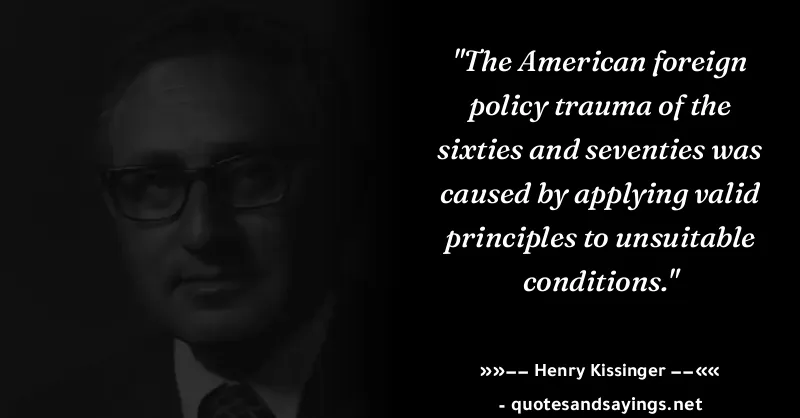 "The American foreign
policy trauma of the
sixties and seventies was
caused by applying valid
principles to unsuitable
conditions."
»»−− Henry Kissinger −−««
- quotesandsayings.net